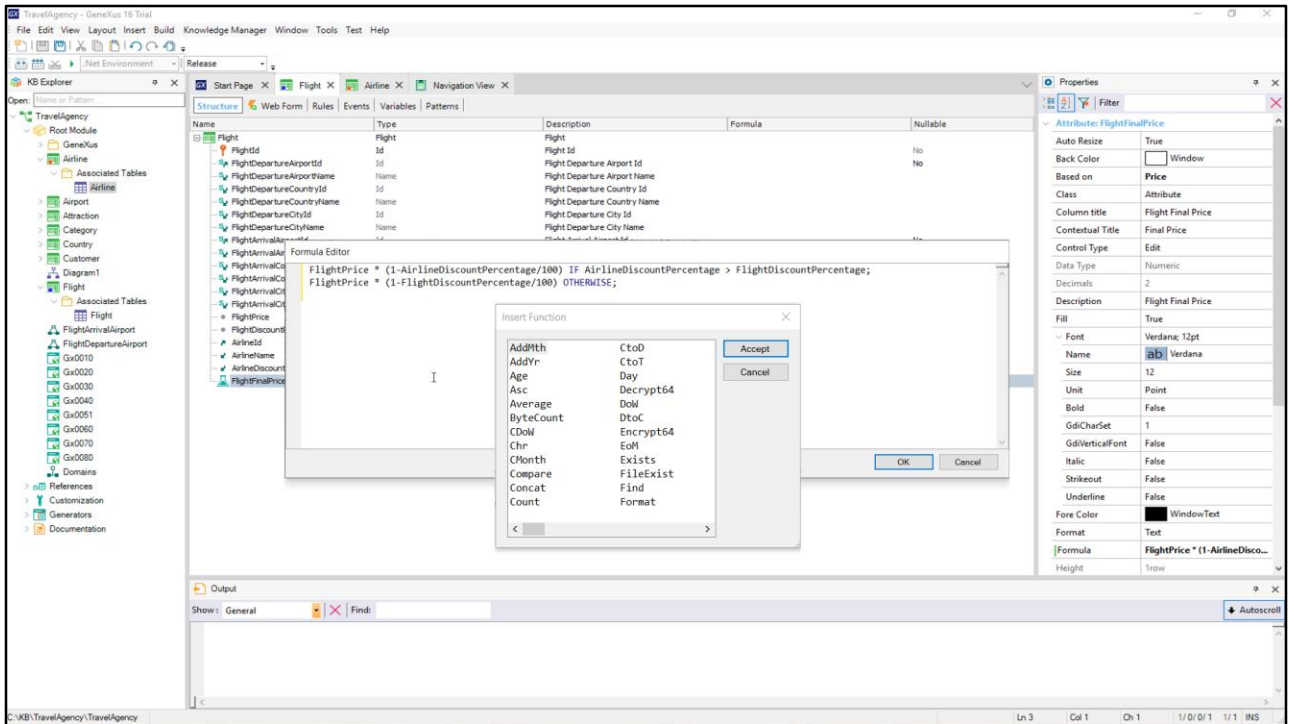 TravelAgency - GeneXus 16 Trial
File Edit View Layout Insert Build Knowledge Manager Window Tools Test Help
.Net Environment Release
KB Explorer
Open: Name or Pattern ...
TravelAgency
Root Module
GeneXus
Airline
Associated Tables
Airline
Airport
Attraction
Category
Country
Customer
Diagram1
Flight
Associated Tables
Flight
FlightArrivalAirport
FlightDepartureAirport
Gx0010
Gx0020
Gx0030
Gx0040
Gx0051
Gx0060
Gx0070
Gx0080
Domains
References
Customization
Generators
Documentation
Start Page Flight Airline Navigation View
Structure Web Form Rules Events Variables Patterns
Name Type Description Formula Nullable
Flight Flight Flight
FlightId Id Flight Id No
FlightDepartureAirportId Id Flight Departure Airport Id No
FlightDepartureAirportName Name Flight Departure Airport Name
FlightDepartureCountryId Id Flight Departure Country Id
FlightDepartureCountryName Name Flight Departure Country Name
FlightDepartureCityId Id Flight Departure City Id
FlightDepartureCityName Name Flight Departure City Name
FlightArrivalAir
FlightArrivalCo
FlightArrivalCo
FlightArrivalCit
FlightArrivalCit
FlightPrice
FlightDiscountP
AirlineId
AirlineName
AirlineDiscount
FlightFinalPrice
Formula Editor
FlightPrice * (1-AirlineDiscountPercentage/100) IF AirlineDiscountPercentage > FlightDiscountPercentage;
FlightPrice * (1-FlightDiscountPercentage/100) OTHERWISE;
OK Cancel
Insert Function
AddMth CtoD
AddYr CtoT
Age Day
Asc Decrypt64
Average DoW
ByteCount DtoC
CDoW Encrypt64
Chr EoM
CMonth Exists
Compare FileExist
Concat Find
Count Format
Accept
Cancel
Properties
Filter
Attribute: FlightFinalPrice
Auto Resize True
Back Color Window
Based on Price
Class Attribute
Column title Flight Final Price
Contextual Title Final Price
Control Type Edit
Data Type Numeric
Decimals 2
Description Flight Final Price
Fill True
Font Verdana; 12pt
Name ab Verdana
Size 12
Unit Point
Bold False
GdiCharSet 1
GdiVerticalFont False
Italic False
Strikeout False
Underline False
Fore Color WindowText
Format Text
Formula FlightPrice * (1-AirlineDisco...
Height 1row
Output
Show: General Find: Autoscroll
C:\KB\TravelAgency\TravelAgency Ln 3 Col 1 Ch 1 1/0/0/1 1/1 INS